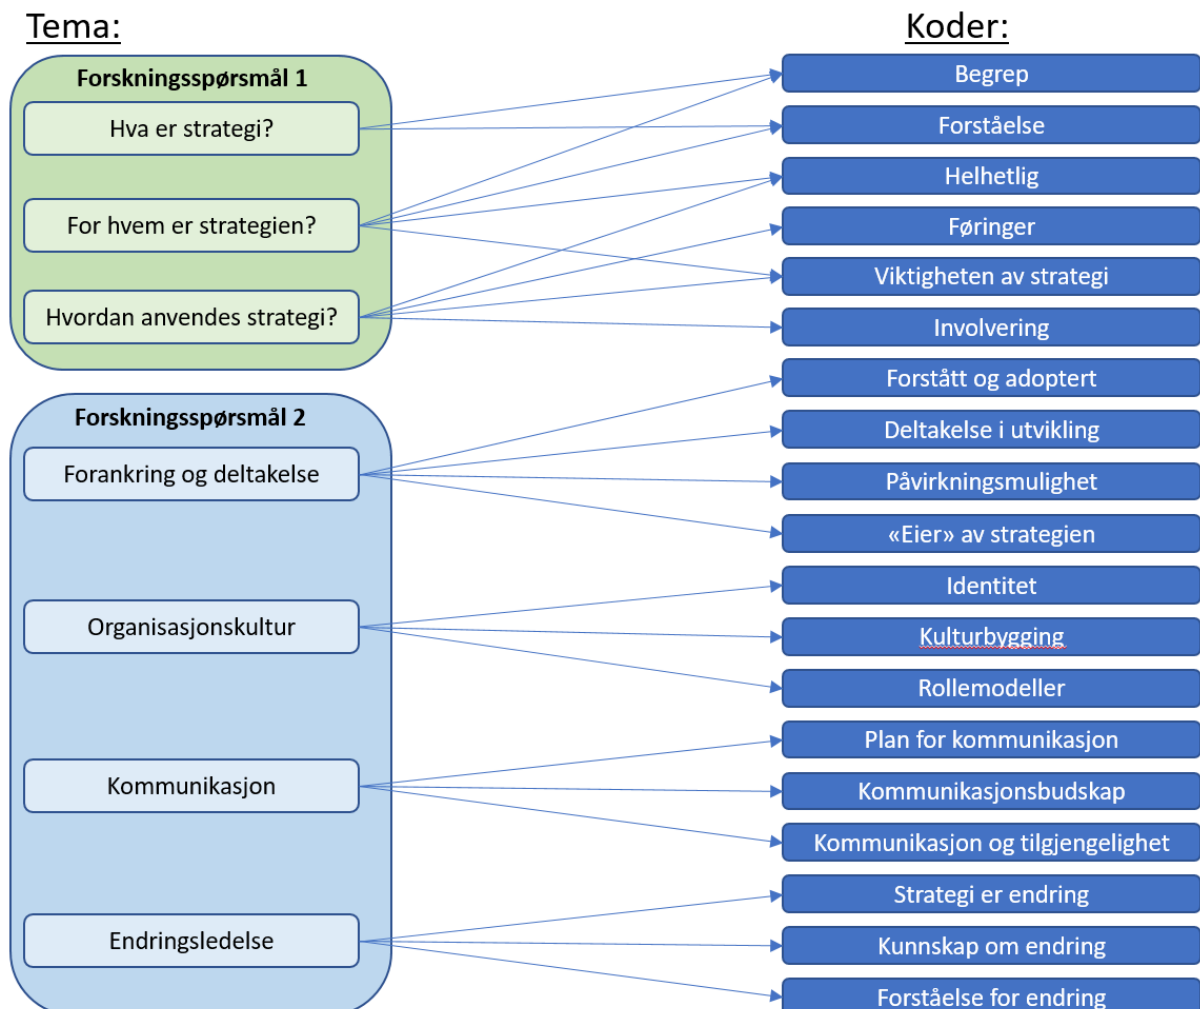 Tema:
Forskningsspørsmål 1
Hva er strategi?
For hvem er strategien?
Hvordan anvendes strategi?
Forskningsspørsmål 2
Forankring og deltakelse
Organisasjonskultur
Kommunikasjon
Endringsledelse
Koder:
Begrep
Forståelse
Helhetlig
Føringer
Viktigheten av strategi
Involvering
Forstått og adoptert
Deltakelse i utvikling
Påvirkningsmulighet
«Eier» av strategien
Identitet
Kulturbygging
Rollemodeller
Plan for kommunikasjon
Kommunikasjonsbudskap
Kommunikasjon og tilgjengelighet
Strategi er endring
Kunnskap om endring
Forståelse for endring